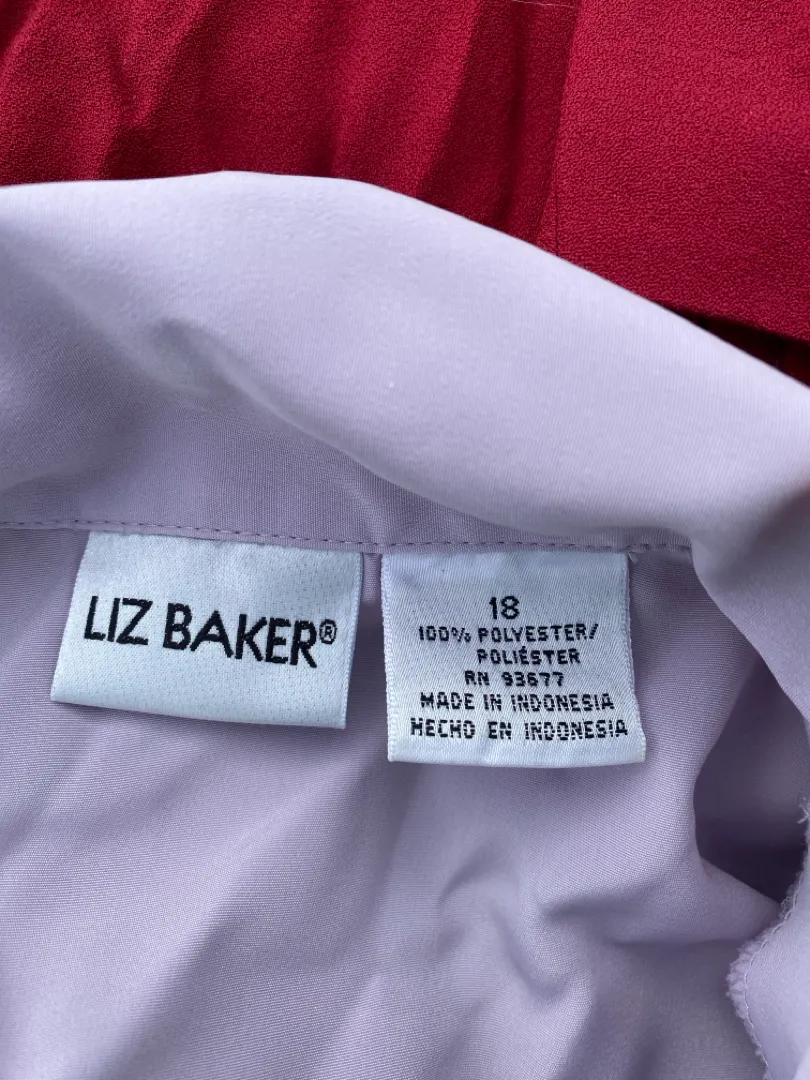 LIZ BAKER®
18
100% POLYESTER/
POLIÉSTER
RN 93677
MADE IN INDONESIA
HECHO EN INDONESIA